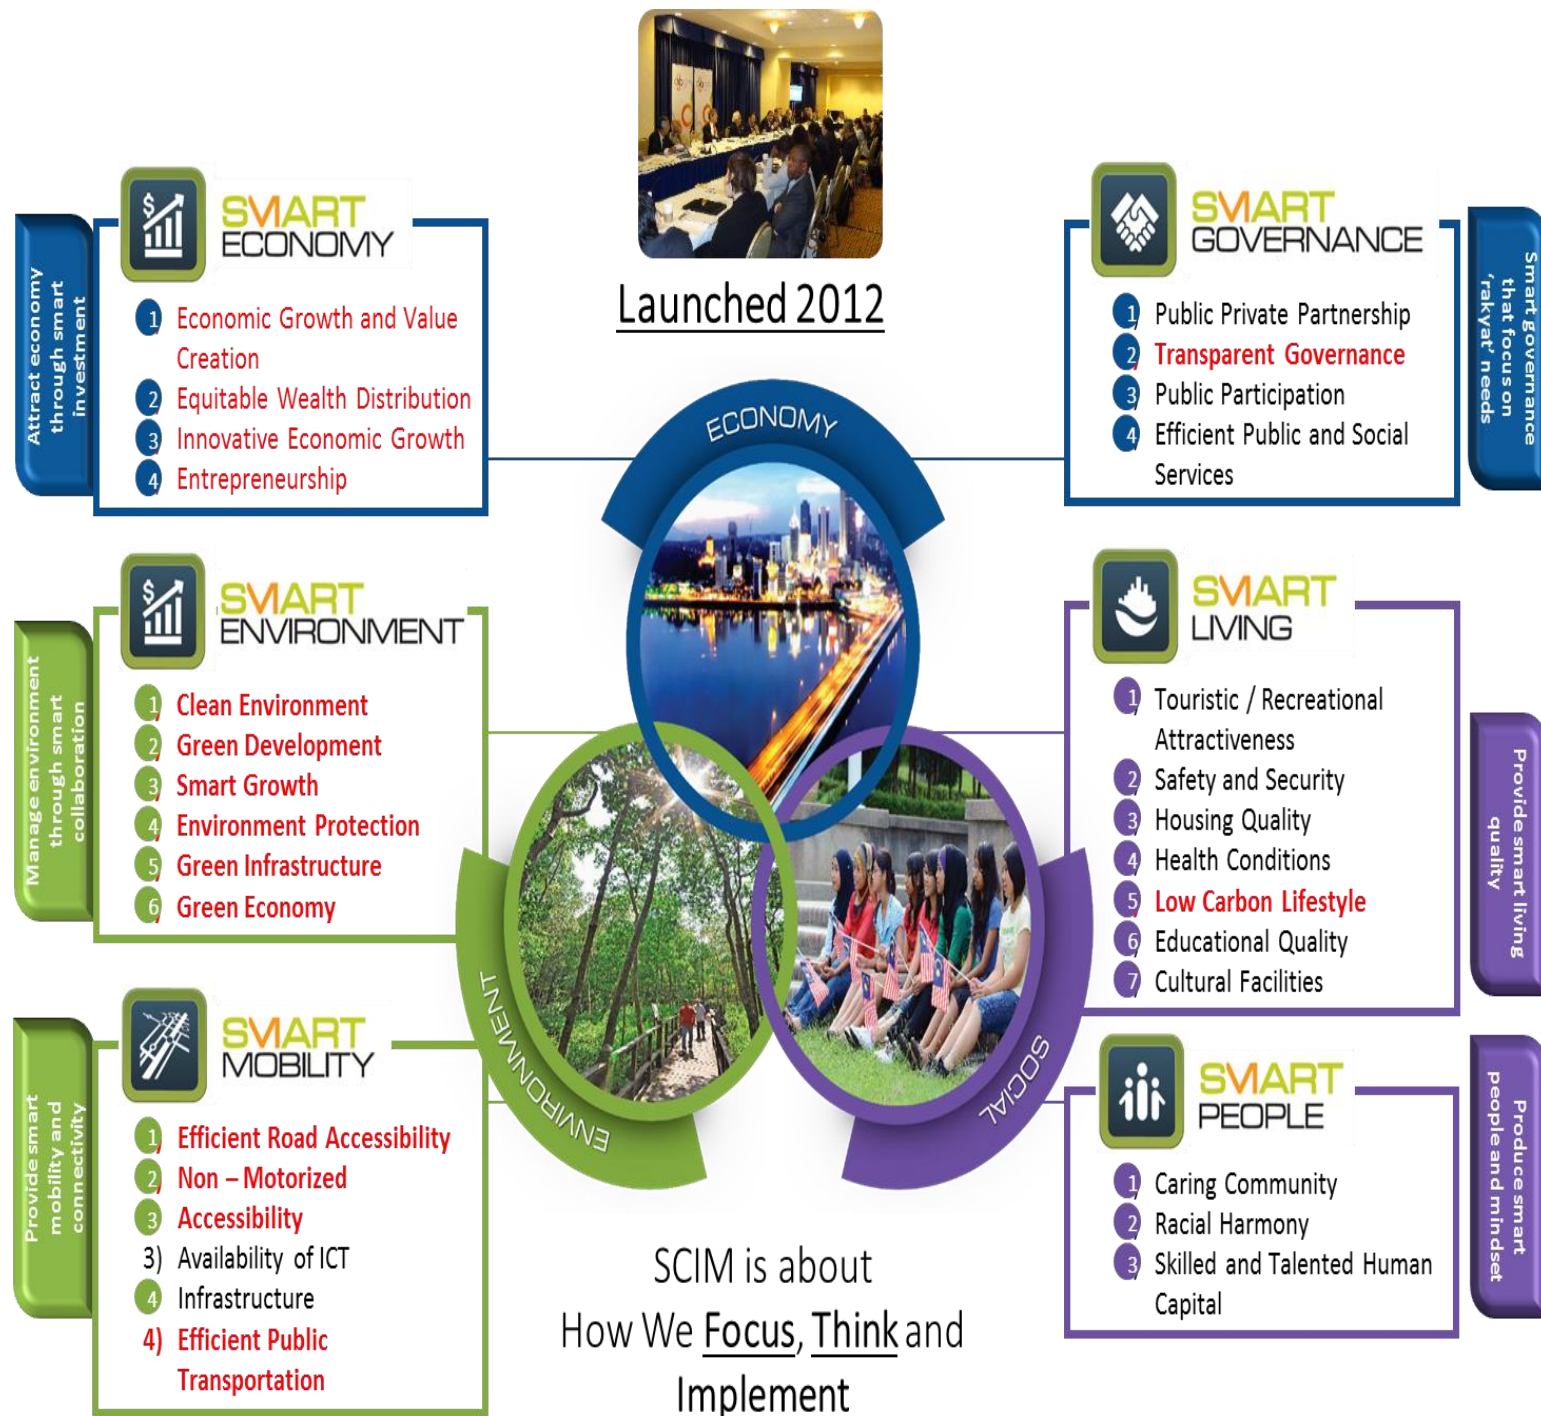 Launched 2012
Attract economy
through smart
investment
SMART
ECONOMY
1) Economic Growth and Value
Creation
2) Equitable Wealth Distribution
3) Innovative Economic Growth
4) Entrepreneurship
SMART
GOVERNANCE
1) Public Private Partnership
2) Transparent Governance
3) Public Participation
4) Efficient Public and Social
Services
Smart governance
that focus on
'rakyat' needs
ECONOMY
Manage environment
through smart
collaboration
SMART
ENVIRONMENT
1) Clean Environment
2) Green Development
3) Smart Growth
4) Environment Protection
5) Green Infrastructure
6) Green Economy
SMART
LIVING
1) Touristic / Recreational
Attractiveness
2) Safety and Security
3) Housing Quality
4) Health Conditions
5) Low Carbon Lifestyle
6) Educational Quality
7) Cultural Facilities
Provide smart living
quality
ENVIRONMENT
SOCIAL
Provide smart
mobility and
connectivity
SMART
MOBILITY
1) Efficient Road Accessibility
2) Non – Motorized
3 Accessibility
3) Availability of ICT
4 Infrastructure
4) Efficient Public
Transportation
SMART
PEOPLE
1) Caring Community
2) Racial Harmony
3) Skilled and Talented Human
Capital
Produce smart
people and mindset
SCIM is about
How We Focus, Think and
Implement